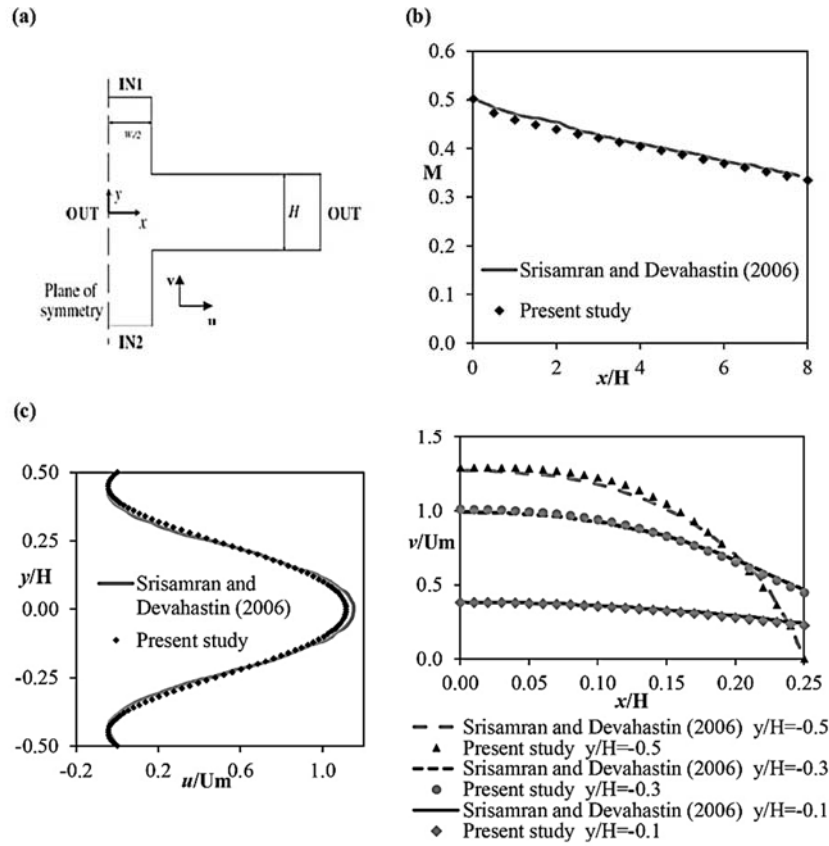 (a)
IN1
W/2
y
OUT
x
H
OUT
v
Plane of
symmetry
u
IN2
(b)
0.6
0.5
0.4
M
0.3
0.2
0.1
0.0
Srisamran and Devahastin (2006)
Present study
0 2 4 6 8
x/H
(c)
0.50
0.25
y/H
0.00
-0.25
-0.50
Srisamran and
Devahastin (2006)
Present study
-0.2 0.2 0.6 1.0
u/Um
1.5
1.0
v/Um
0.5
0.0
0.00 0.05 0.10 0.15 0.20 0.25
x/H
Srisamran and Devahastin (2006) y/H=-0.5
Present study y/H=-0.5
Srisamran and Devahastin (2006) y/H=-0.3
Present study y/H=-0.3
Srisamran and Devahastin (2006) y/H=-0.1
Present study y/H=-0.1